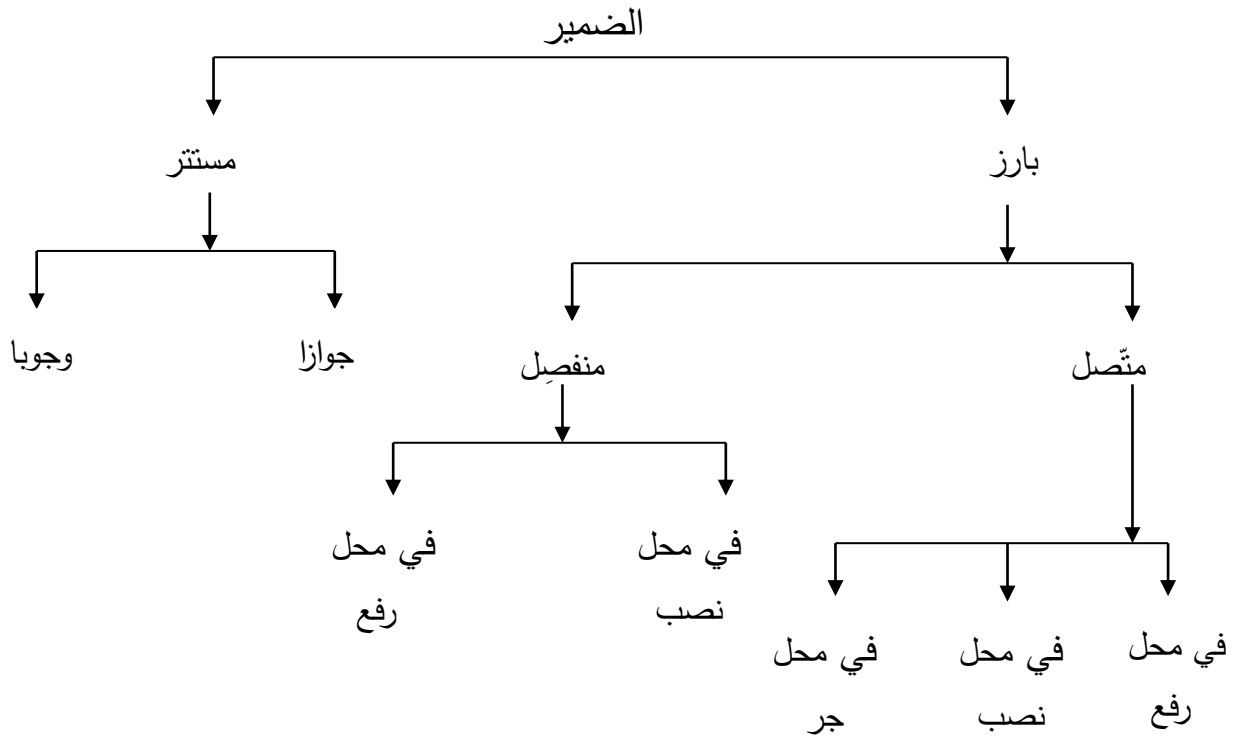 الضمير
بارز
مستتر
متّصل
منفصِل
جوازا
وجوبا
في محل
نصب
في محل
رفع
في محل
رفع
في محل
نصب
في محل
جر